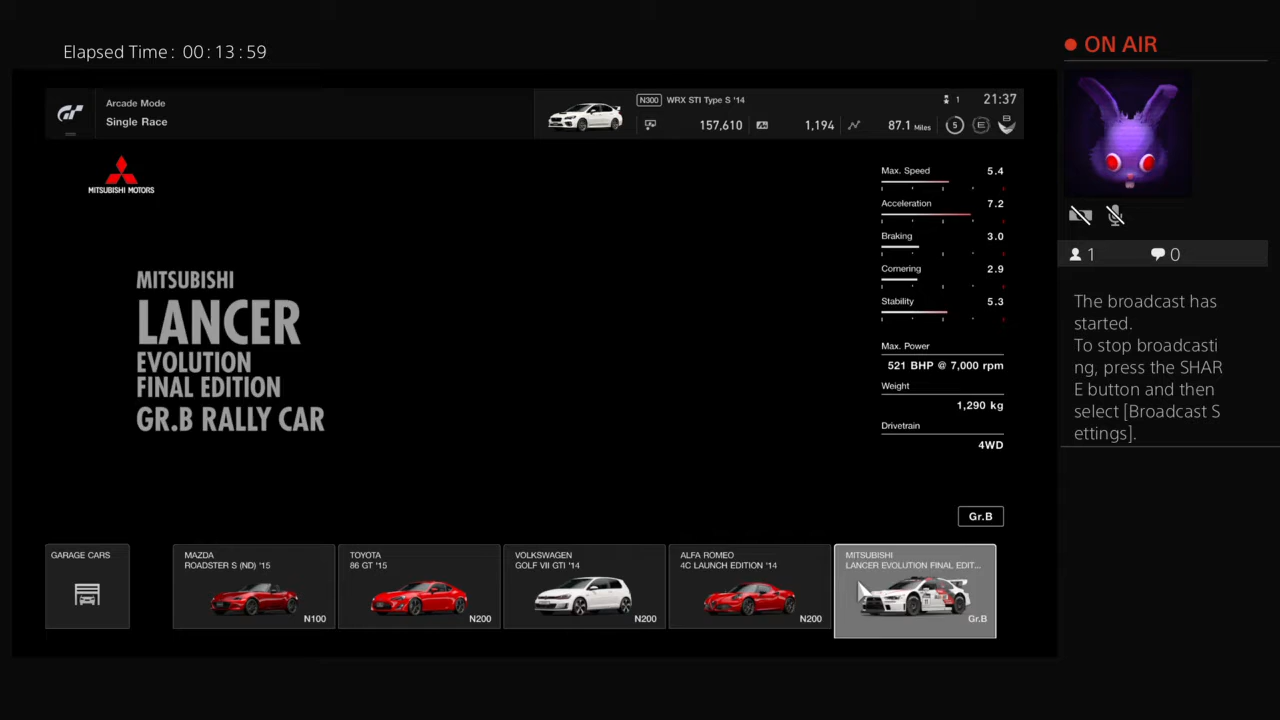 Elapsed Time: 00:13:59
ON AIR
Arcade Mode
Single Race
N300 WRX STI Type S '14
1 21:37
157,610 1,194 87.1 Miles 5 E B
MITSUBISHI MOTORS
MITSUBISHI
LANCER
EVOLUTION
FINAL EDITION
GR.B RALLY CAR
Max. Speed 5.4
Acceleration 7.2
Braking 3.0
Cornering 2.9
Stability 5.3
Max. Power
521 BHP @ 7,000 rpm
Weight
1,290 kg
Drivetrain
4WD
Gr.B
1 0
The broadcast has
started.
To stop broadcasti
ng, press the SHAR
E button and then
select [Broadcast S
ettings].
GARAGE CARS
MAZDA
ROADSTER S (ND) '15
N100
TOYOTA
86 GT '15
N200
VOLKSWAGEN
GOLF VII GTI '14
N200
ALFA ROMEO
4C LAUNCH EDITION '14
N200
MITSUBISHI
LANCER EVOLUTION FINAL EDIT...
Gr.B